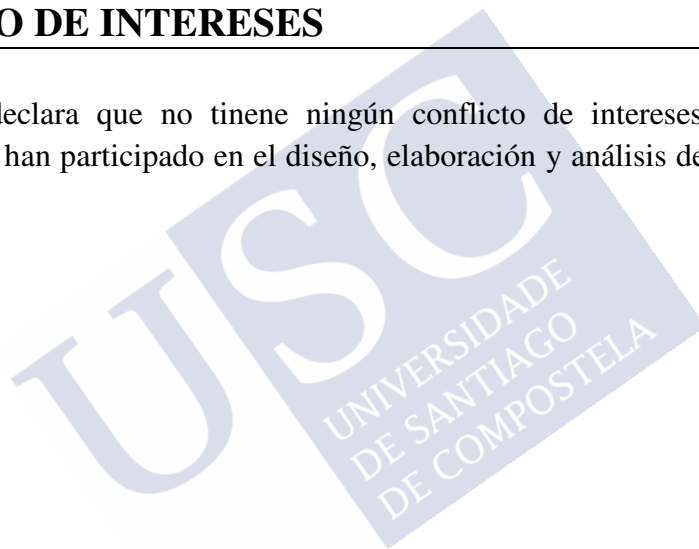 O DE INTERESES
declara que no tinene ningún conflicto de intereses
han participado en el diseño, elaboración y análisis de
USC
UNIVERSIDADE
DE SANTIAGO
DE COMPOSTELA